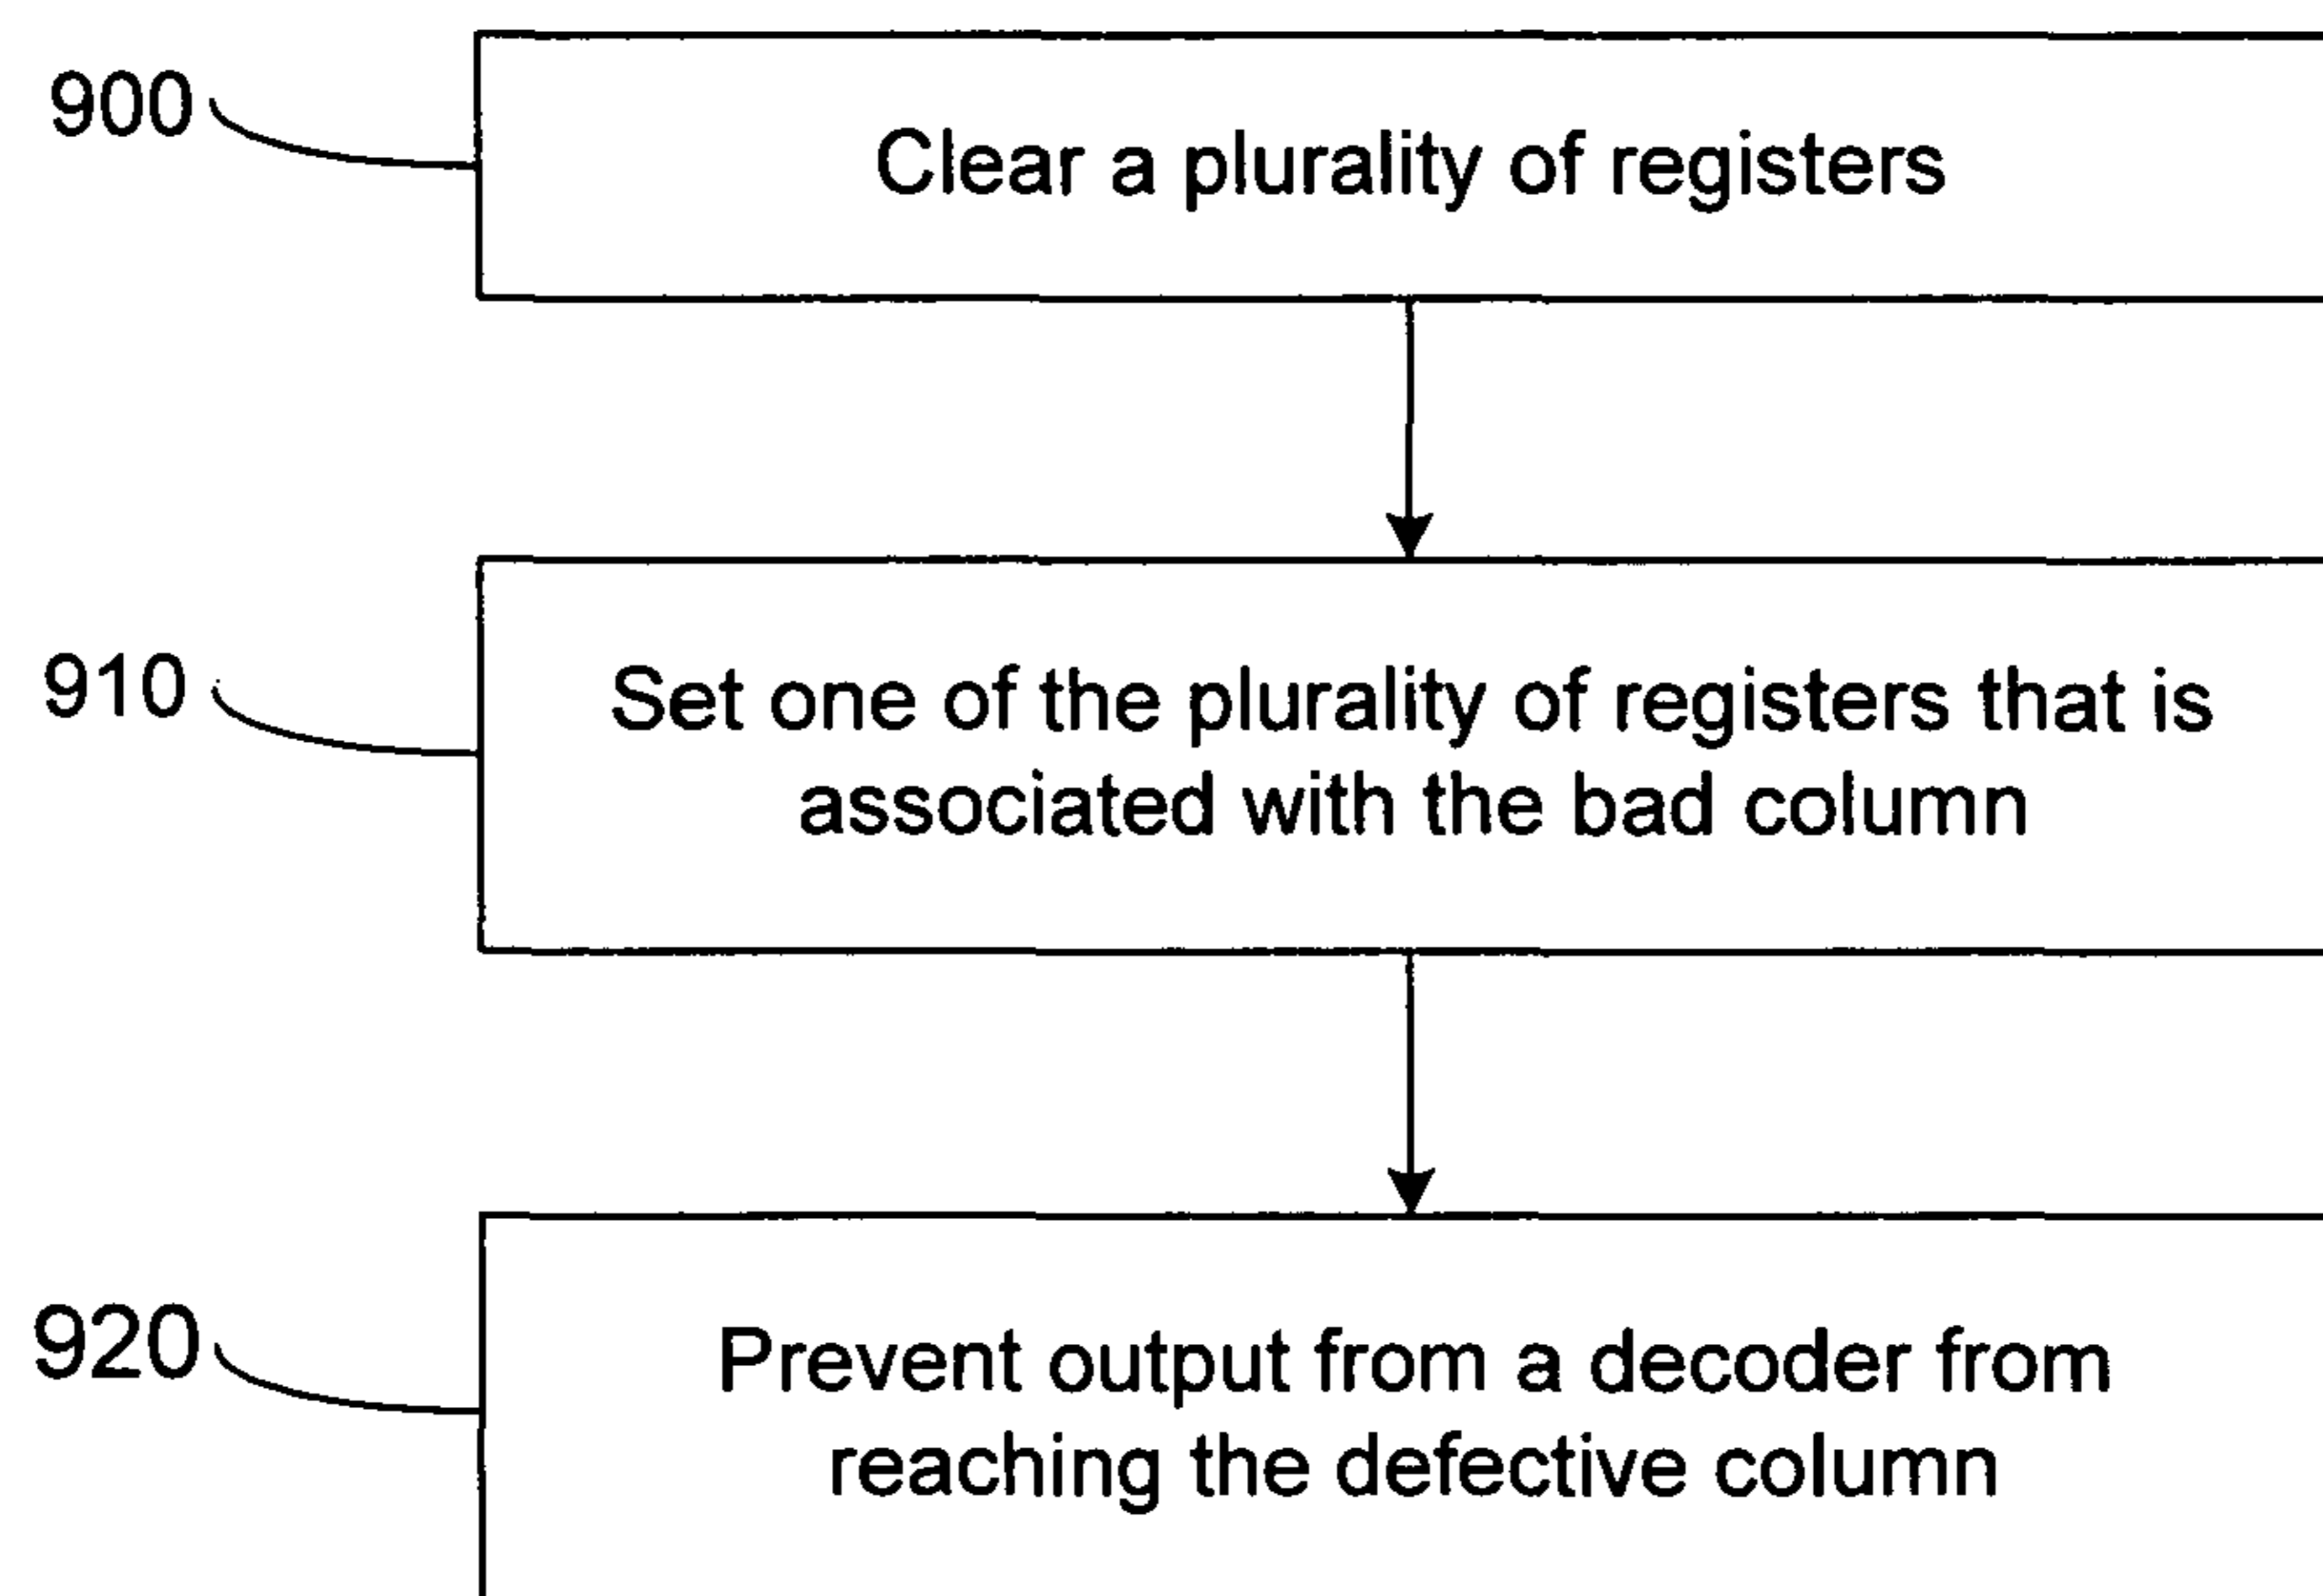 900
Clear a plurality of registers
910
Set one of the plurality of registers that is
associated with the bad column
920
Prevent output from a decoder from
reaching the defective column